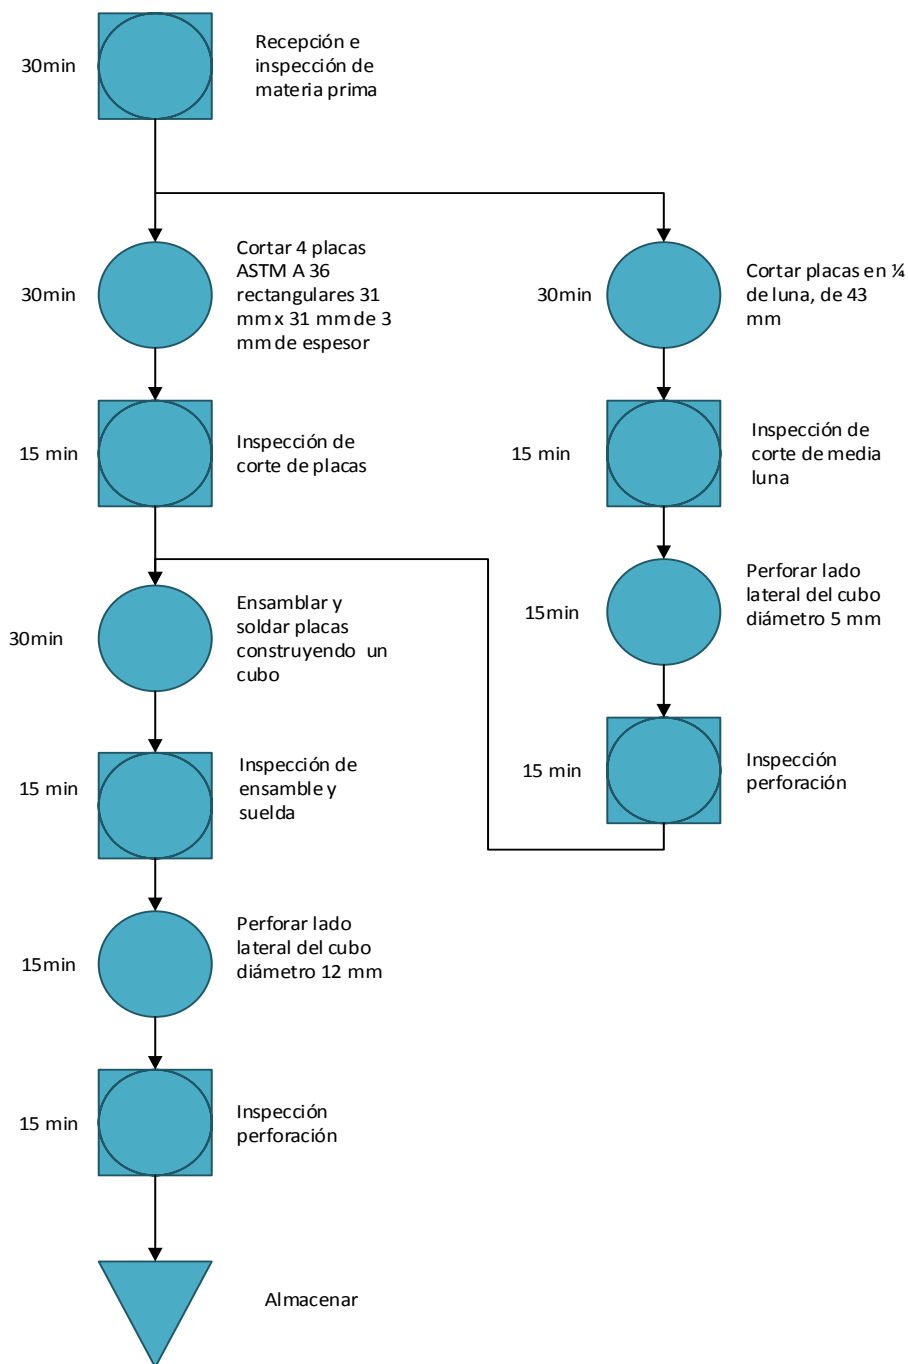 30min
Recepción e
inspección de
materia prima
30min
Cortar 4 placas
ASTM A 36
rectangulares 31
mm x 31 mm de 3
mm de espesor
30min
Cortar placas en ¼
de luna, de 43
mm
15 min
Inspección de
corte de placas
15 min
Inspección de
corte de media
luna
30min
Ensamblar y
soldar placas
construyendo un
cubo
15min
Perforar lado
lateral del cubo
diámetro 5 mm
15 min
Inspección de
ensamble y
suelda
15 min
Inspección
perforación
15min
Perforar lado
lateral del cubo
diámetro 12 mm
15 min
Inspección
perforación
Almacenar